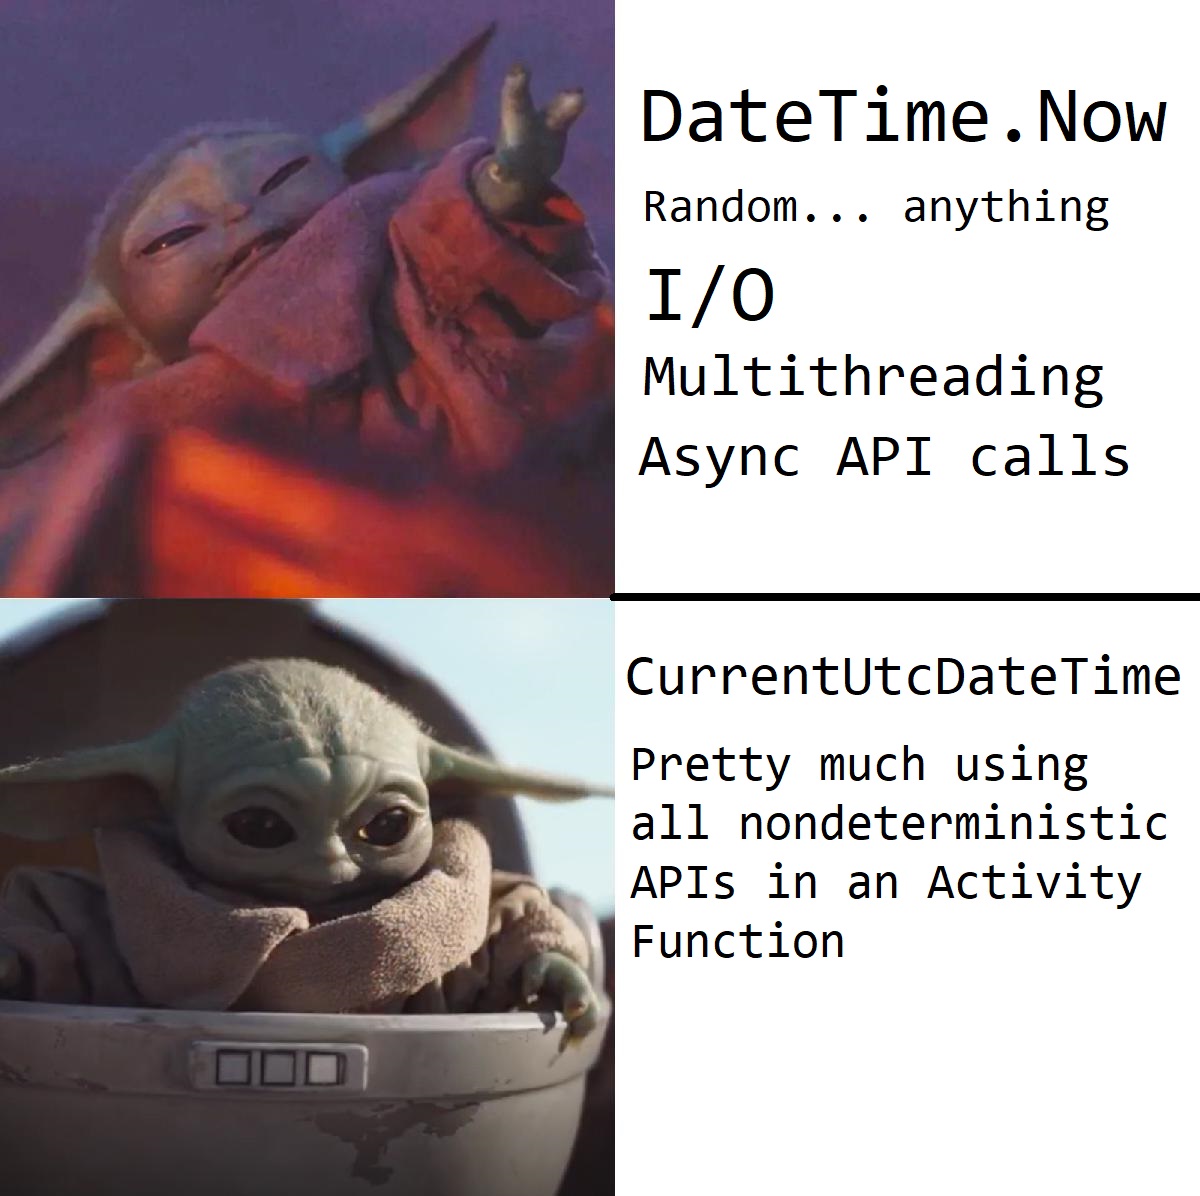 DateTime.Now
Random... anything
I/O
Multithreading
Async API calls
CurrentUtcDateTime
Pretty much using
all nondeterministic
APIs in an Activity
Function